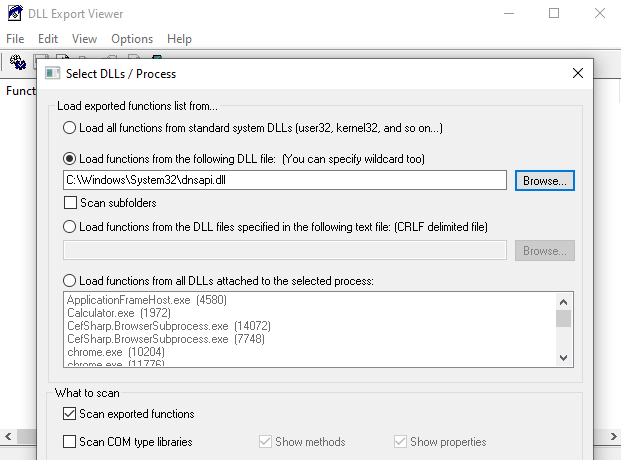 DLL Export Viewer
File Edit View Options Help
Select DLLs / Process
Funct
Load exported functions list from...
Load all functions from standard system DLLs (user32, kernel32, and so on...)
Load functions from the following DLL file: (You can specify wildcard too)
C:\Windows\System32\dnsapi.dll
Browse...
Scan subfolders
Load functions from the DLL files specified in the following text file: (CRLF delimited file)
Browse...
Load functions from all DLLs attached to the selected process:
ApplicationFrameHost.exe (4580)
Calculator.exe (1972)
CefSharp.BrowserSubprocess.exe (14072)
CefSharp.BrowserSubprocess.exe (7748)
chrome.exe (10204)
chrome.exe (11776)
What to scan
Scan exported functions
Scan COM type libraries Show methods Show properties